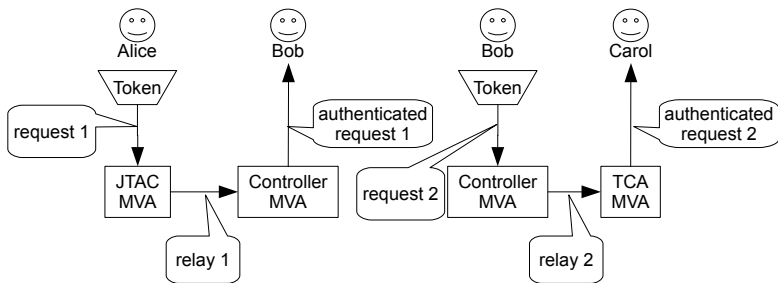 Alice
Bob
Bob
Carol
Token
Token
request 1
authenticated
request 1
authenticated
request 2
request 2
JTAC
MVA
Controller
MVA
Controller
MVA
TCA
MVA
relay 1
relay 2